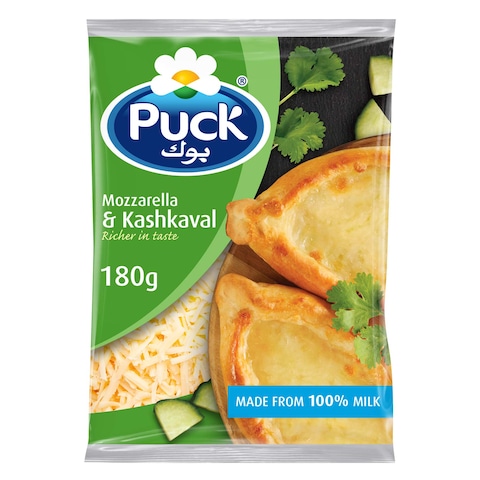 ®
Puck
بوك
Mozzarella
& Kashkaval
Richer in taste
180g
MADE FROM 100% MILK